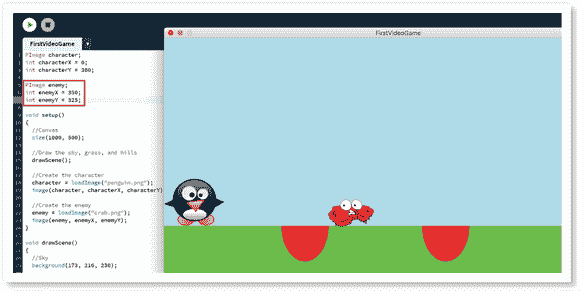 FirstVideoGame
FirstVideoGame
PImage character;
int characterX = 0;
int characterY = 300;
PImage enemy;
int enemyX = 350;
int enemyY = 325;
void setup()
{
//Canvas
size(1000, 500);
//Draw the sky, grass, and hills
drawScene();
//Create the character
character = loadImage("penguin.png");
image(character, characterX, characterY)
//Create the enemy
enemy = loadImage("crab.png");
image(enemy, enemyX, enemyY);
}
void drawScene()
{
//Sky
background(173, 216, 230);